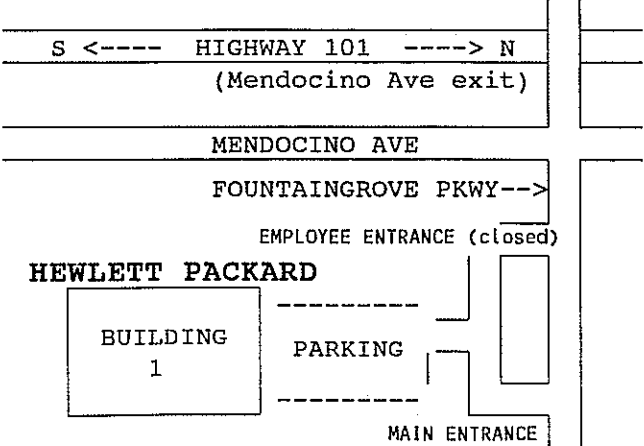 S <---- HIGHWAY 101 ----> N
(Mendocino Ave exit)
MENDOCINO AVE
FOUNTAINGROVE PKWY-->
EMPLOYEE ENTRANCE (closed)
HEWLETT PACKARD
BUILDING
1
PARKING
MAIN ENTRANCE